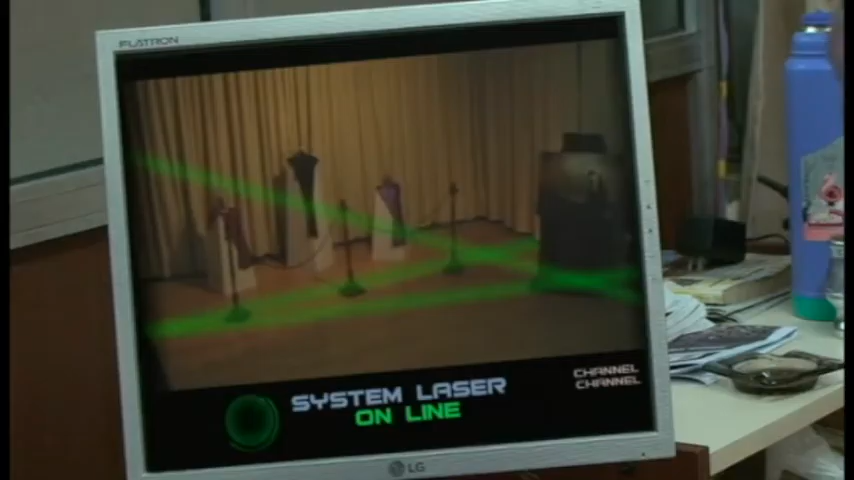 FLATRON
CHANNEL
CHANNEL
SYSTEM LASER
ON LINE
LG